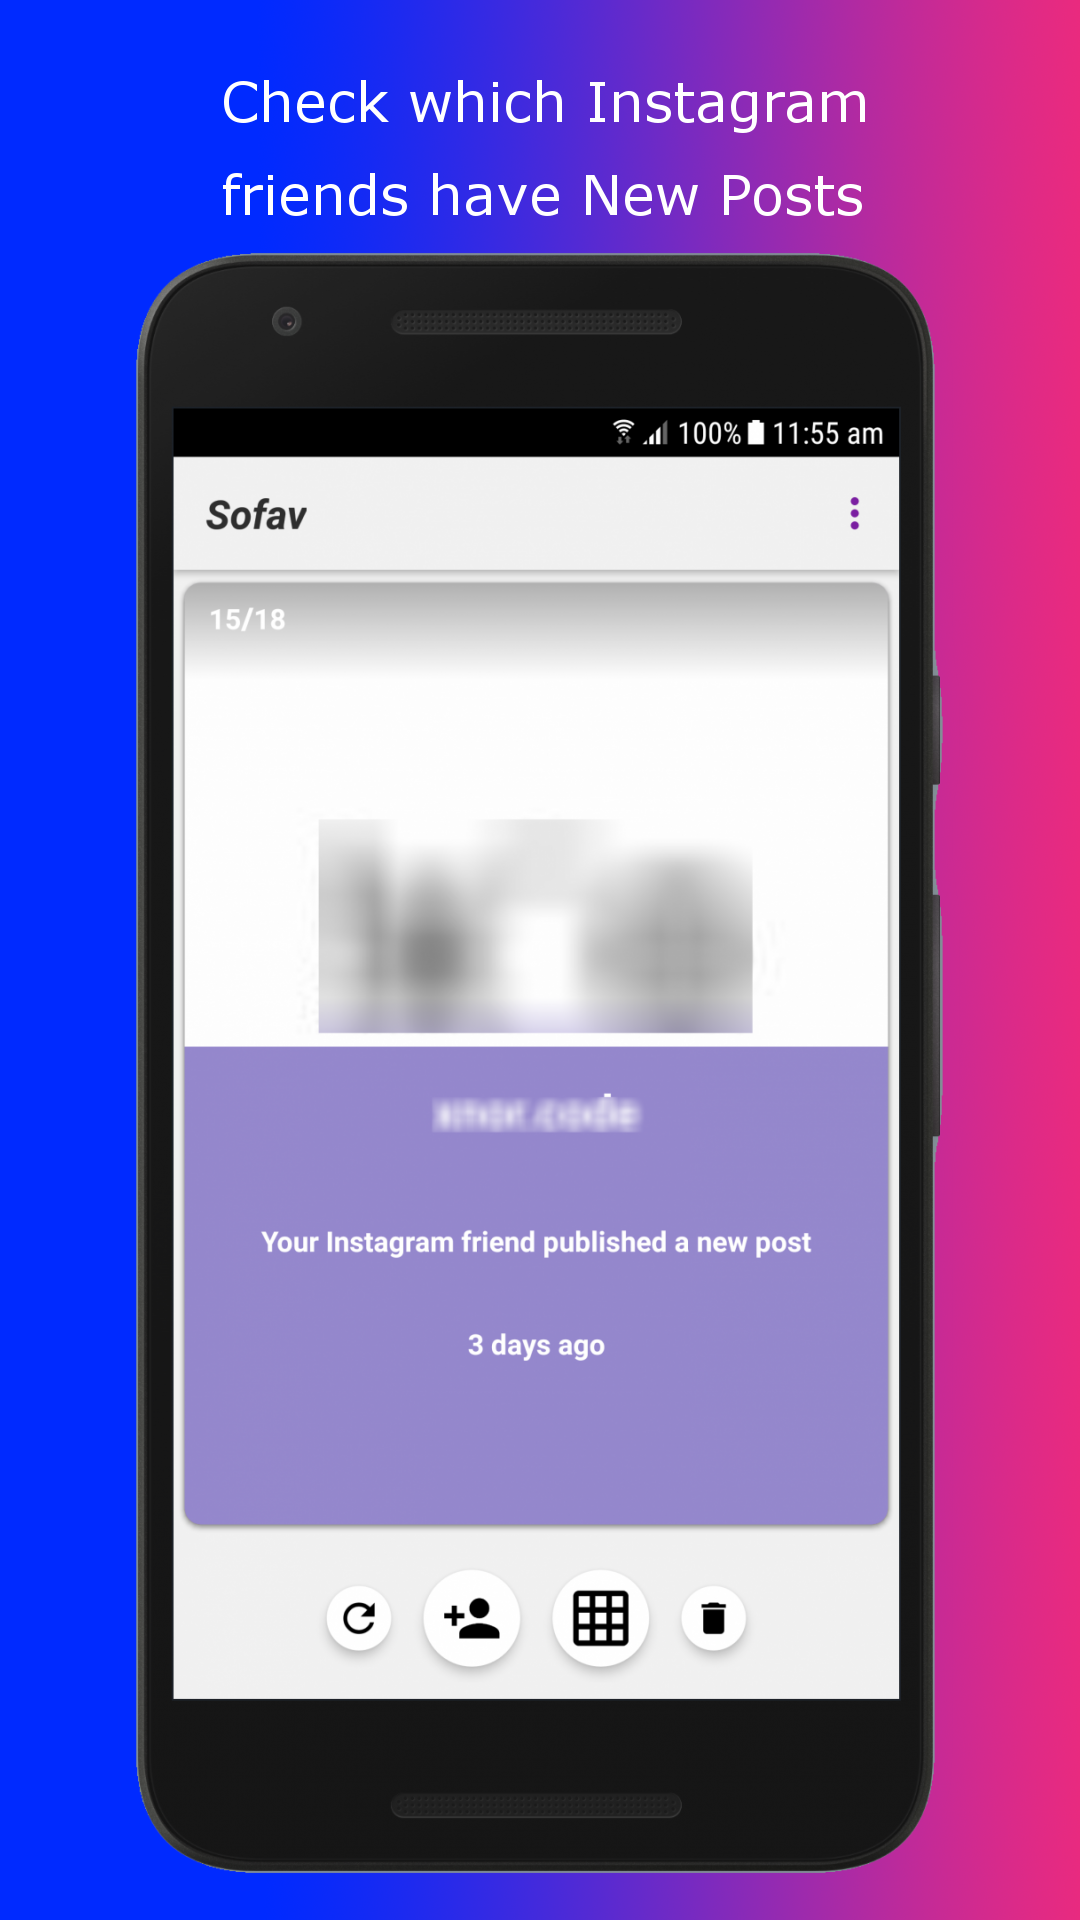 Check which Instagram
friends have New Posts
100% 11:55 am
Sofav
15/18
Your Instagram friend published a new post
3 days ago